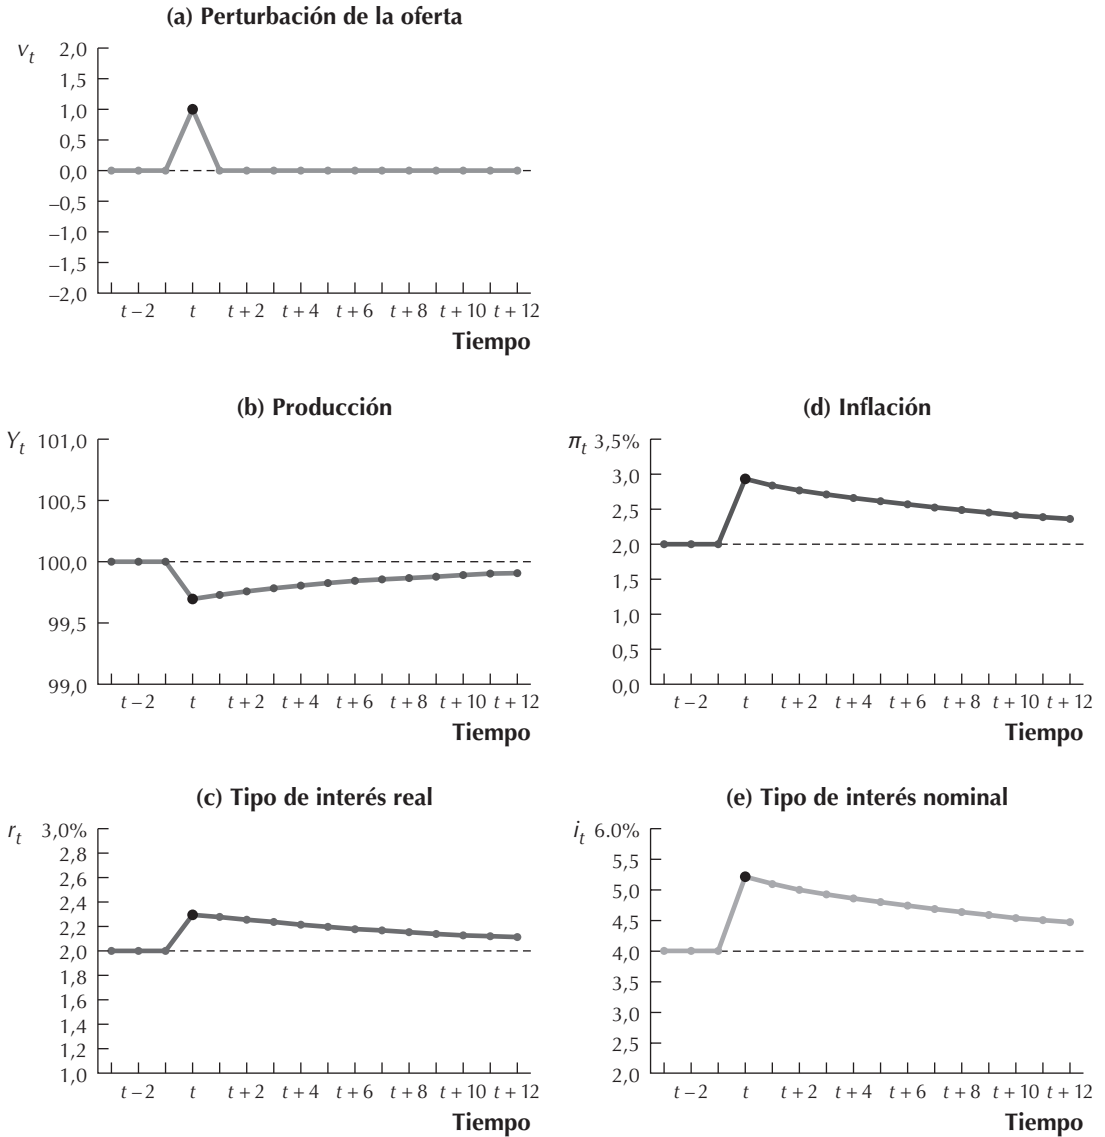 (a) Perturbación de la oferta
v_t 2,0
1,5
1,0
0,5
0,0
–0,5
–1,0
–1,5
–2,0
t – 2 t t + 2 t + 4 t + 6 t + 8 t + 10 t + 12
Tiempo
(b) Producción
Y_t 101,0
100,5
100,0
99,5
99,0
t – 2 t t + 2 t + 4 t + 6 t + 8 t + 10 t + 12
Tiempo
(d) Inflación
π_t 3,5%
3,0
2,5
2,0
1,5
1,0
0,5
0,0
t – 2 t t + 2 t + 4 t + 6 t + 8 t + 10 t + 12
Tiempo
(c) Tipo de interés real
r_t 3,0%
2,8
2,6
2,4
2,2
2,0
1,8
1,6
1,4
1,2
1,0
t – 2 t t + 2 t + 4 t + 6 t + 8 t + 10 t + 12
Tiempo
(e) Tipo de interés nominal
i_t 6.0%
5,5
5,0
4,5
4,0
3,5
3,0
2,5
2,0
t – 2 t t + 2 t + 4 t + 6 t + 8 t + 10 t + 12
Tiempo